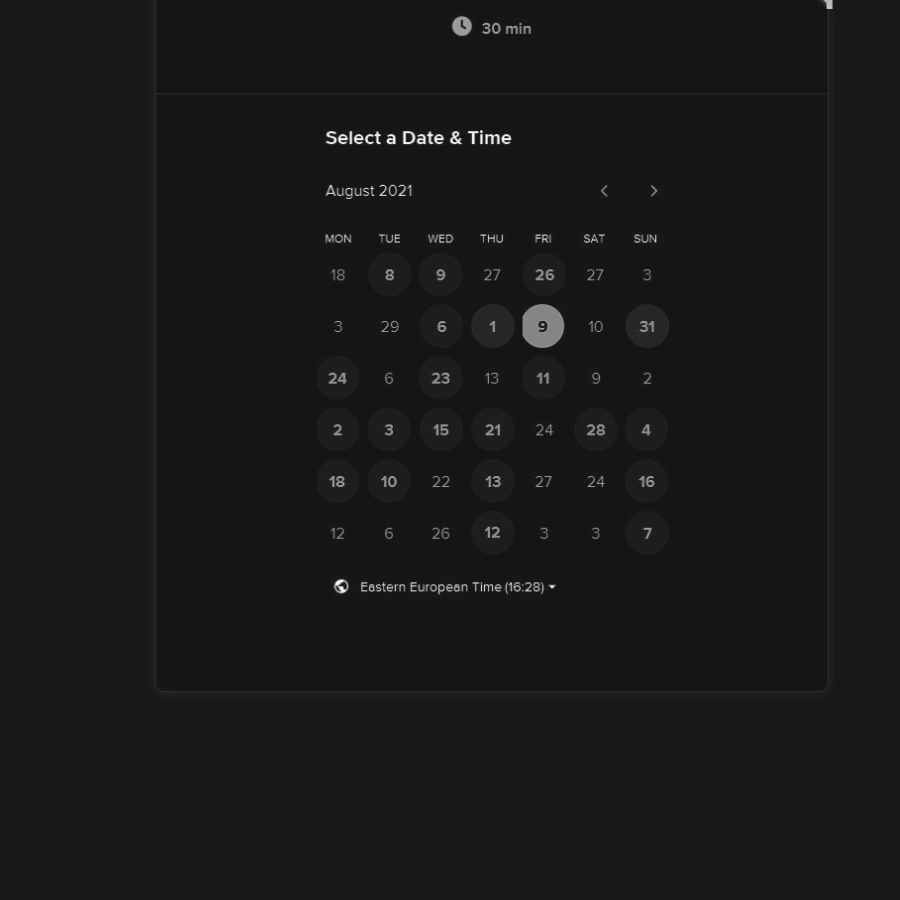 30 min
Select a Date & Time
August 2021
MON TUE WED THU FRI SAT SUN
18 8 9 27 26 27 3
3 29 6 1 9 10 31
24 6 23 13 11 9 2
2 3 15 21 24 28 4
18 10 22 13 27 24 16
12 6 26 12 3 3 7
Eastern European Time (16:28)